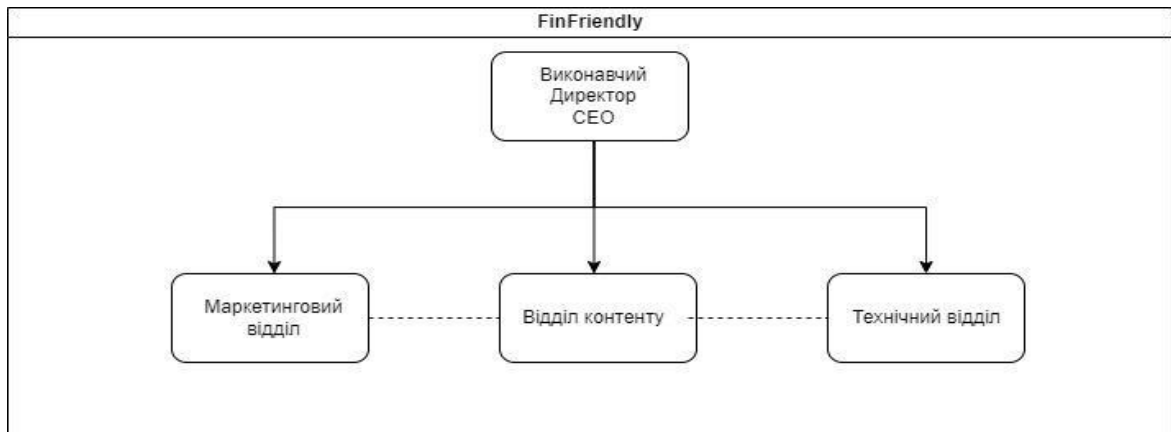 FinFriendly
Виконавчий
Директор
CEO
Маркетинговий
відділ
Відділ контенту
Технічний відділ